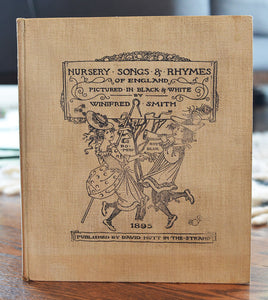 NURSERY · SONGS & RHYMES
OF ENGLAND
PICTURED · IN · BLACK & WHITE
BY
WINIFRED SMITH
1895
PUBLISHED BY DAVID NUTT IN THE STRAND